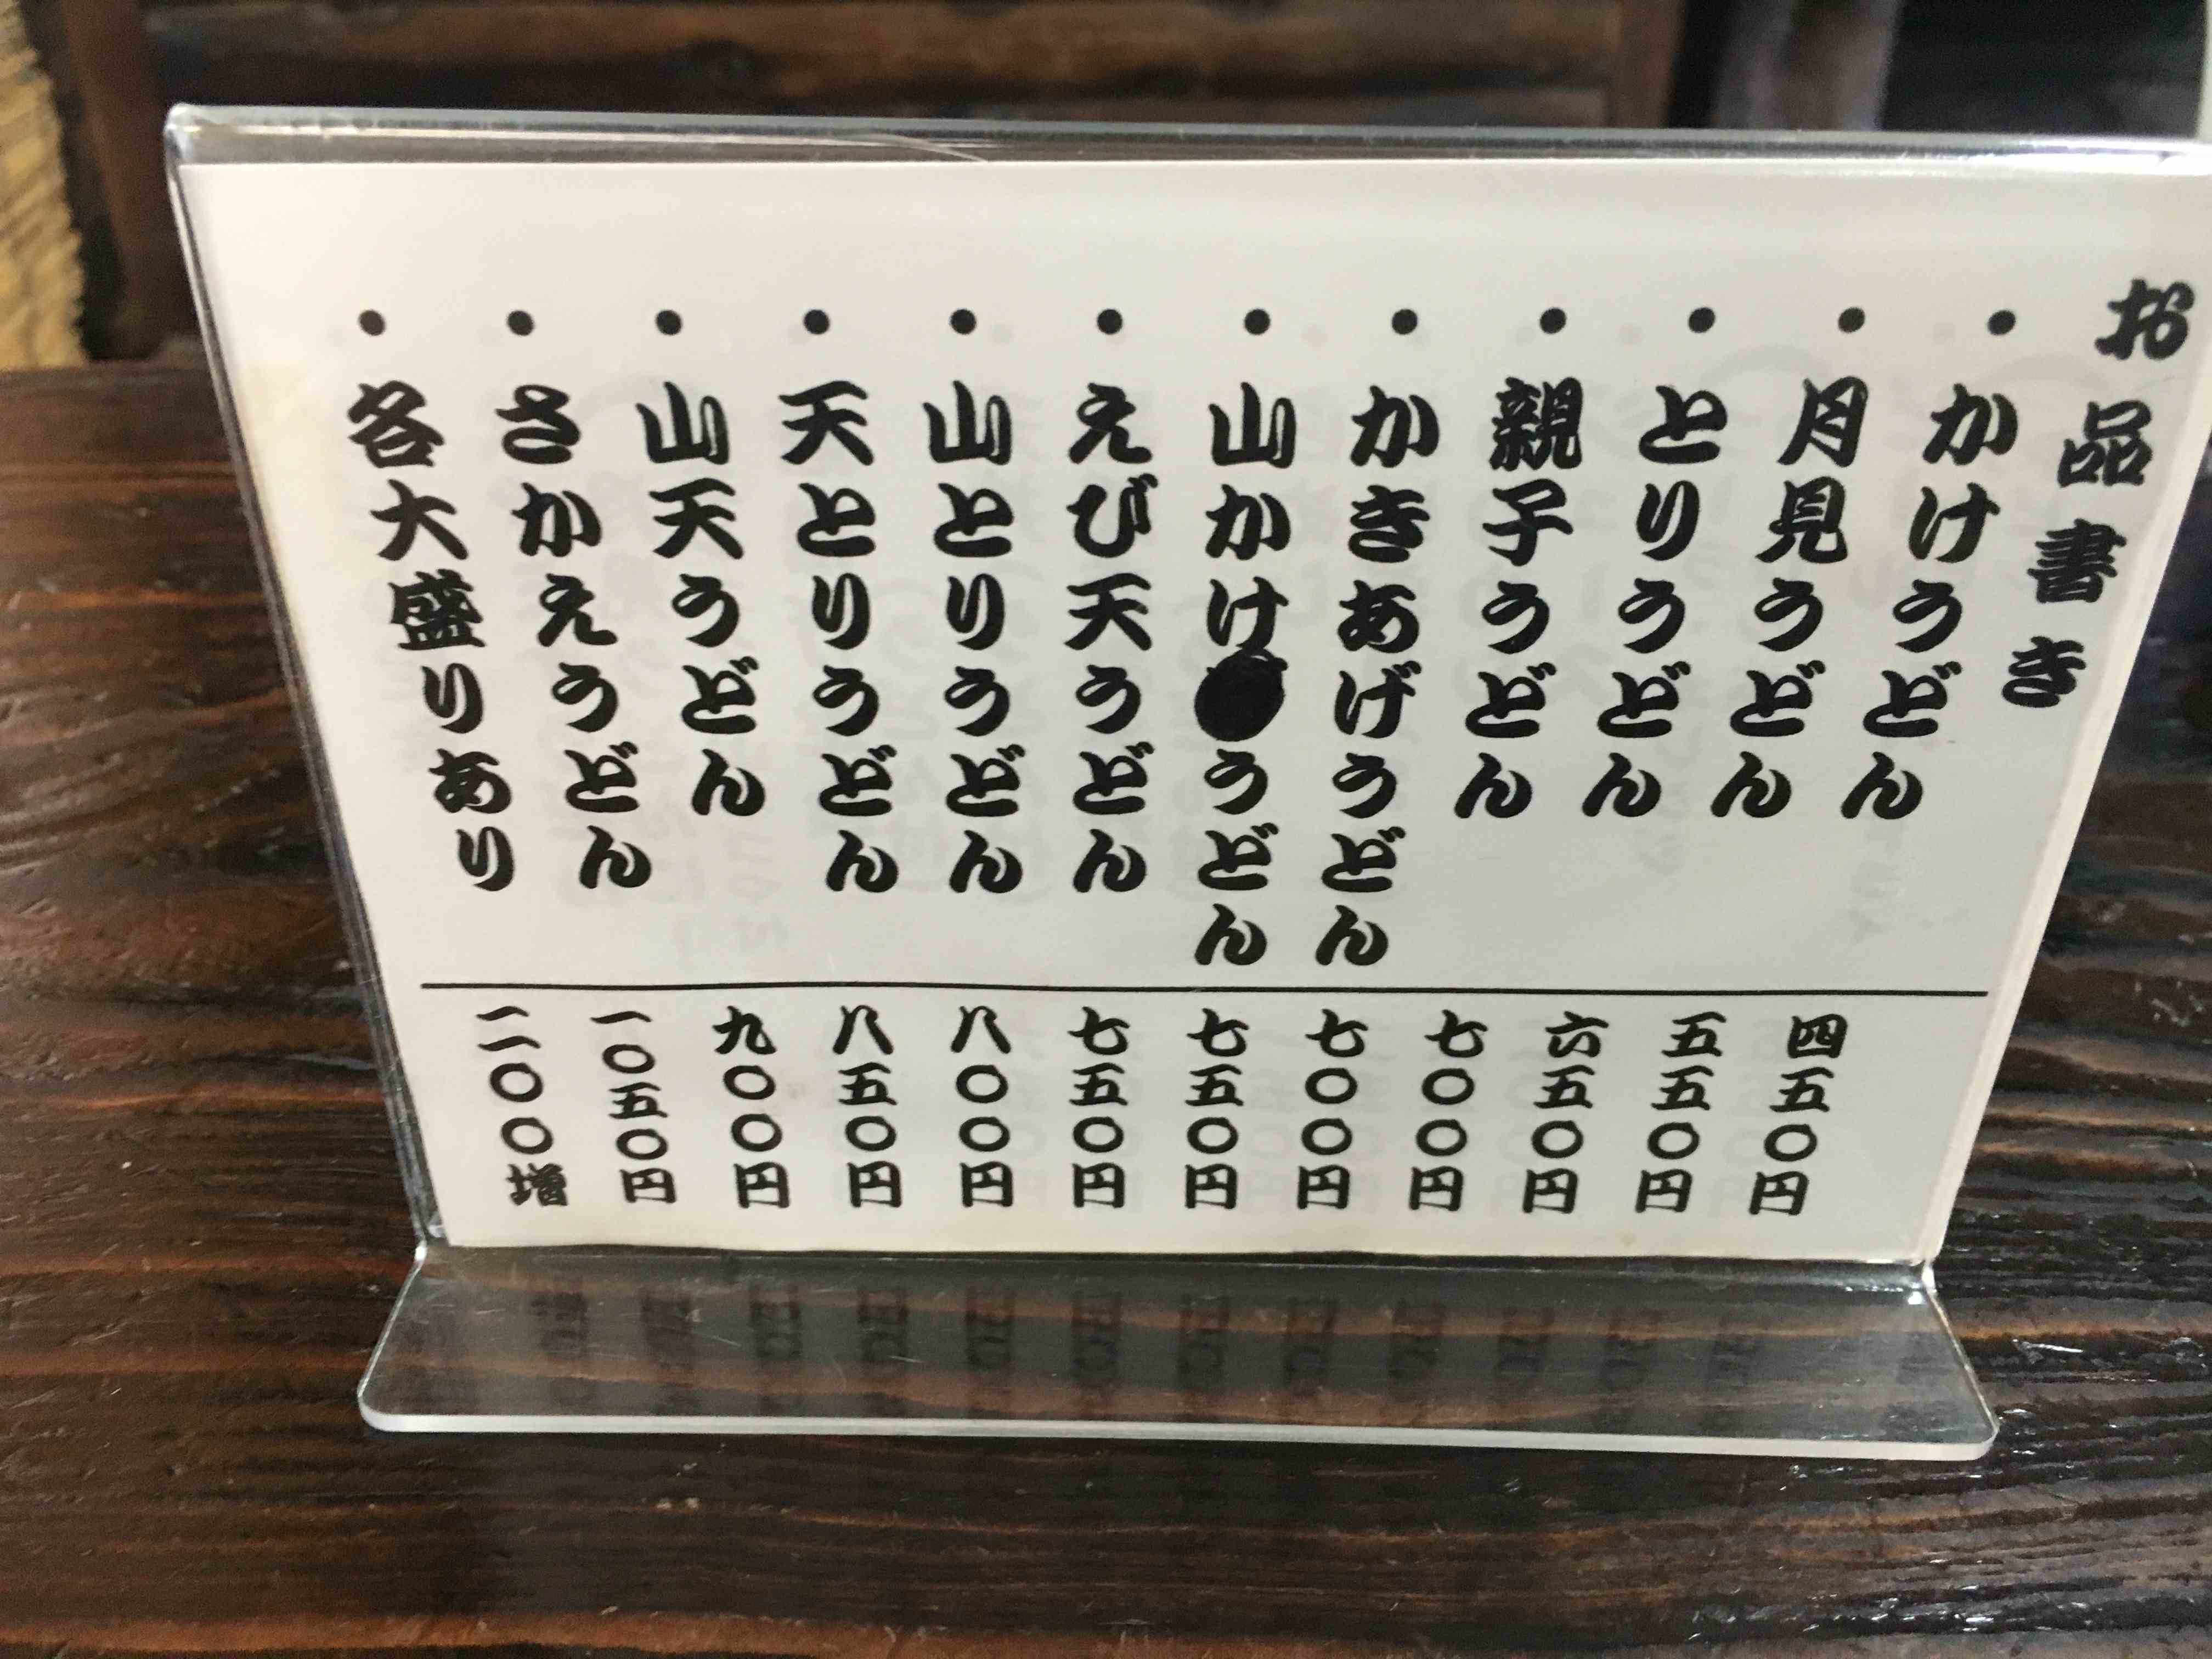 お品書き
・かけうどん 四五〇円
・月見うどん 五五〇円
・とりうどん 六五〇円
・親子うどん 七〇〇円
・かきあげうどん 七〇〇円
・山かけ●うどん 七五〇円
・えび天うどん 七五〇円
・山とりうどん 八〇〇円
・天とりうどん 八五〇円
・山天うどん 九〇〇円
・さかえうどん 一〇五〇円
・各大盛りあり 二〇〇増